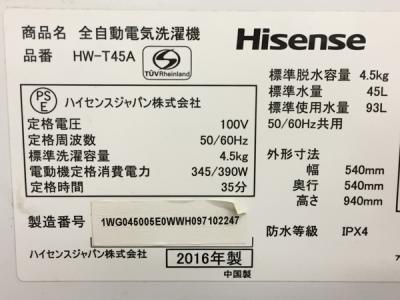 商品名 全自動電気洗濯機
品番 HW-T45A
TÜVRheinland
Hisense
PS
E
ハイセンスジャパン株式会社
定格電圧 100V
定格周波数 50/60Hz
標準洗濯容量 4.5kg
電動機定格消費電力 345/390W
定格時間 35分
標準脱水容量 4.5kg
標準水量 45L
標準使用水量 93L
50/60Hz共用
外形寸法
幅 540mm
奥行 540mm
高さ 940mm
製造番号 1WG045005E0WWH097102247
防水等級 IPX4
ハイセンスジャパン株式会社 2016年製
中国製